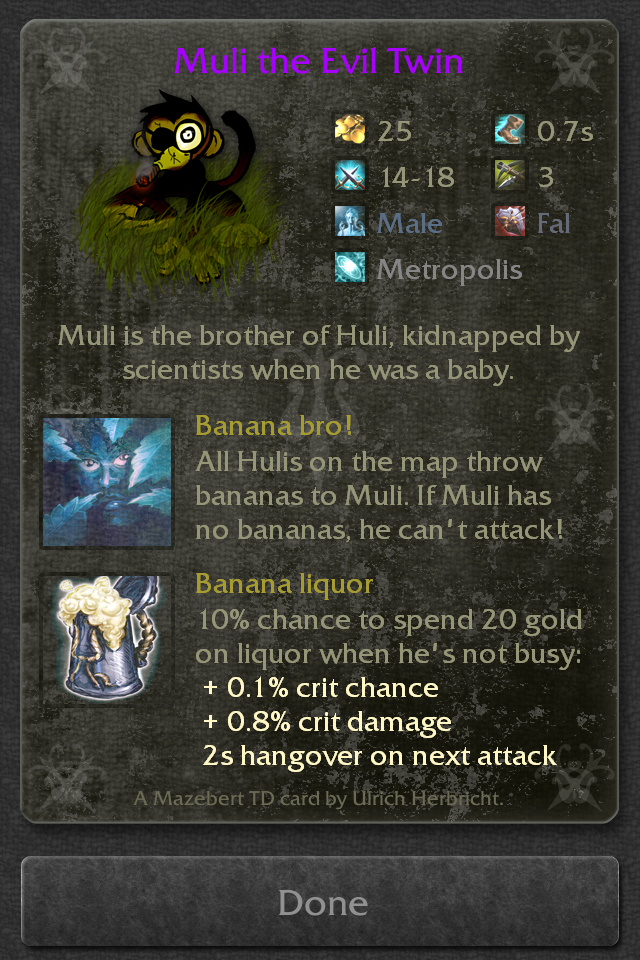 Muli the Evil Twin
25 0.7s
14-18 3
Male Fal
Metropolis
Muli is the brother of Huli, kidnapped by
scientists when he was a baby.
Banana bro!
All Hulis on the map throw
bananas to Muli. If Muli has
no bananas, he can't attack!
Banana liquor
10% chance to spend 20 gold
on liquor when he's not busy:
+ 0.1% crit chance
+ 0.8% crit damage
2s hangover on next attack
A Mazebert TD card by Ulrich Herbricht.
Done